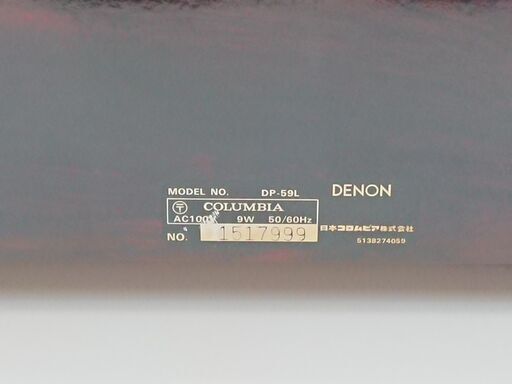 MODEL NO. DP-59L DENON
〒 COLUMBIA
AC100V 9W 50/60Hz
NO. 1517999 日本コロムビア株式会社
5138274059